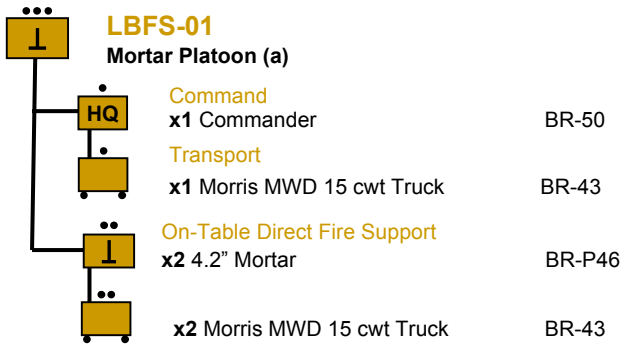 LBFS-01
Mortar Platoon (a)
HQ
Command
x1 Commander BR-50
Transport
x1 Morris MWD 15 cwt Truck BR-43
On-Table Direct Fire Support
x2 4.2” Mortar BR-P46
x2 Morris MWD 15 cwt Truck BR-43